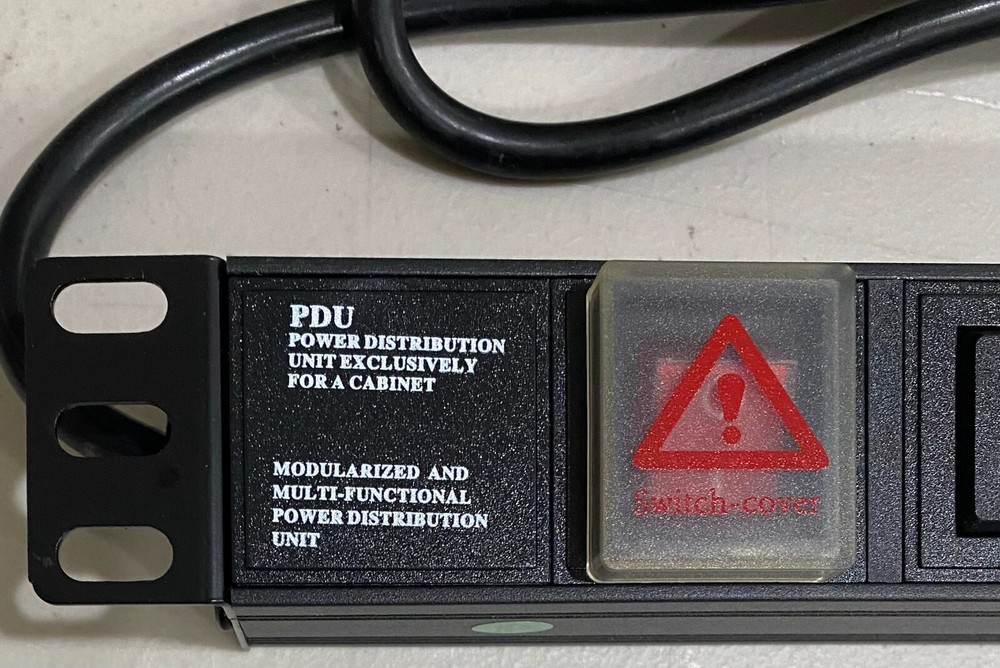 PDU
POWER DISTRIBUTION
UNIT EXCLUSIVELY
FOR A CABINET
MODULARIZED AND
MULTI-FUNCTIONAL
POWER DISTRIBUTION
UNIT
!
Switch-cover